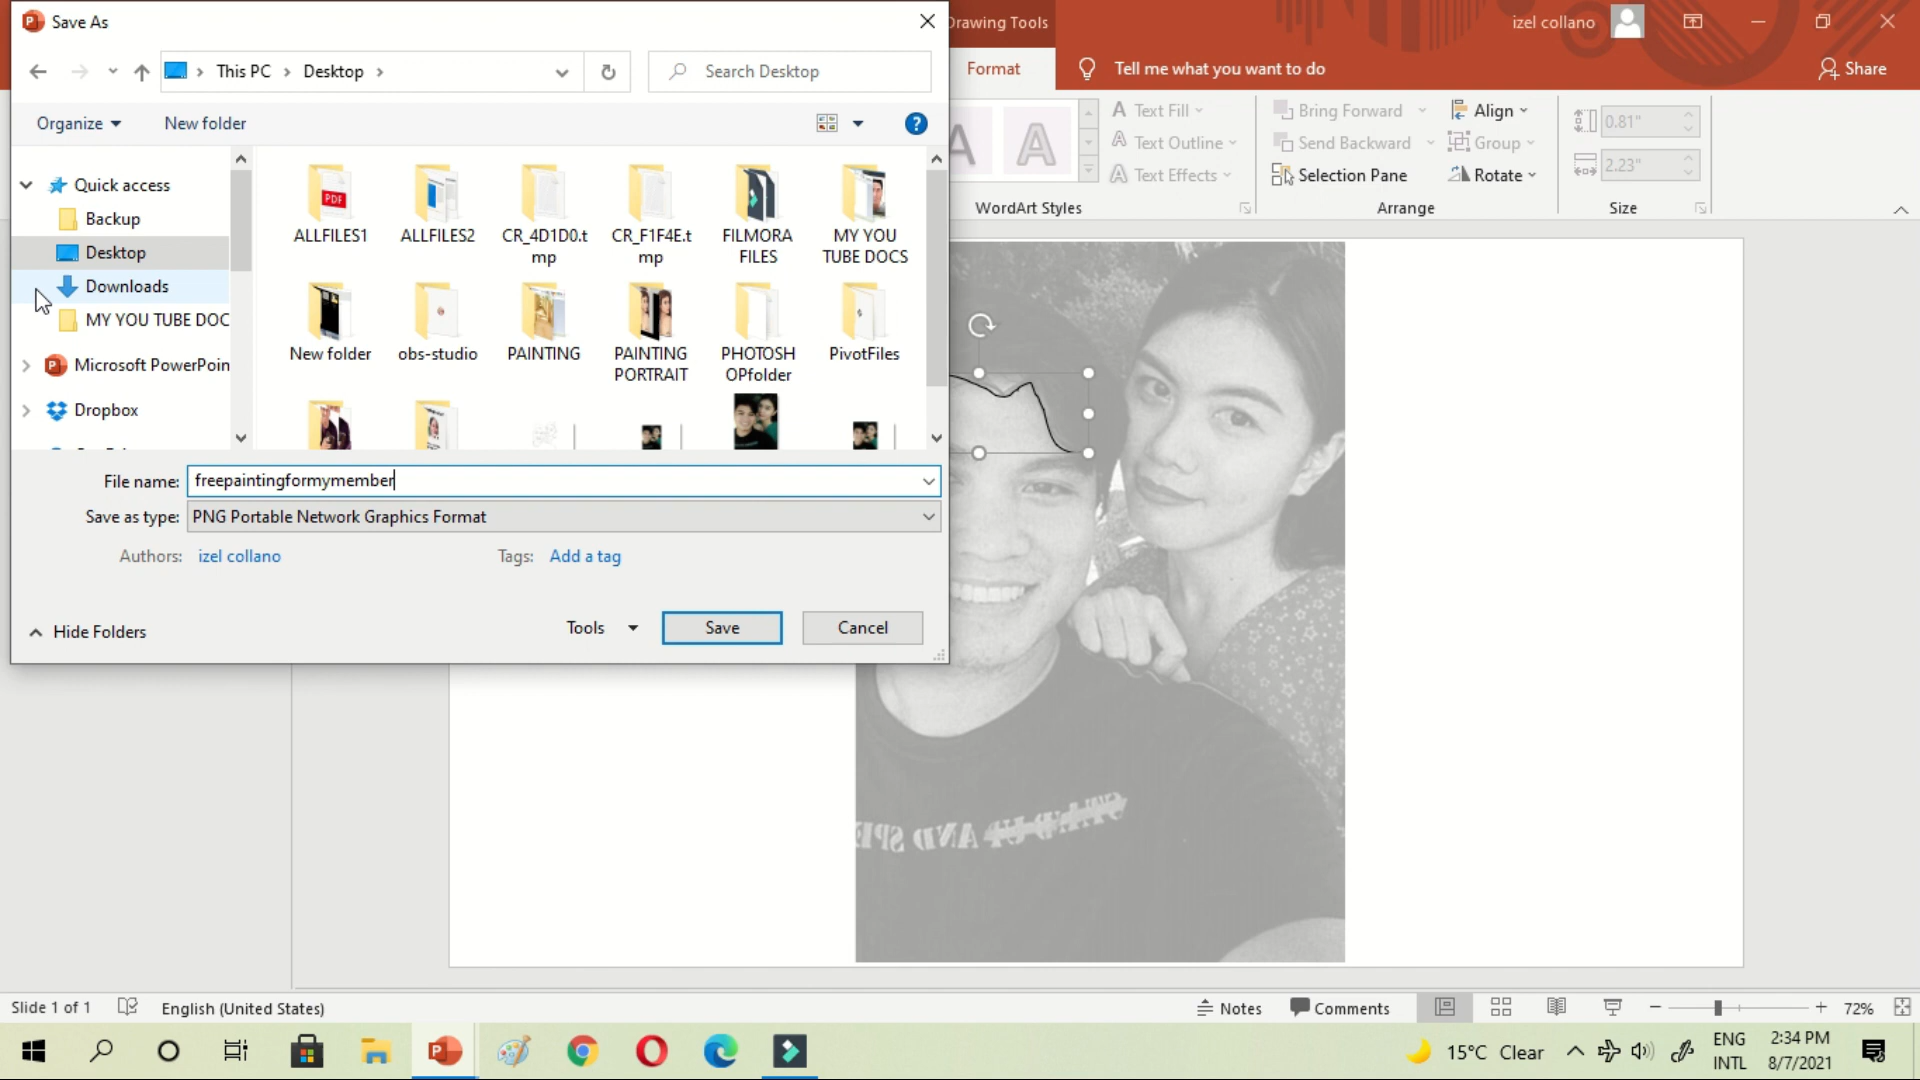 Save As
Drawing Tools
izel collano
This PC
Desktop
Search Desktop
Format
Tell me what you want to do
Share
Organize
New folder
Text Fill
Bring Forward
Align
0.81"
Text Outline
Send Backward
Group
Text Effects
Selection Pane
Rotate
2.23"
WordArt Styles
Arrange
Size
Quick access
Backup
Desktop
Downloads
MY YOU TUBE DOC
Microsoft PowerPoin
Dropbox
PDF
ALLFILES1
ALLFILES2
CR_4D1D0.t
mp
CR_F1F4E.t
mp
FILMORA
FILES
MY YOU
TUBE DOCS
New folder
obs-studio
PAINTING
PAINTING
PORTRAIT
PHOTOSH
OPfolder
PivotFiles
File name: freepaintingformymember
Save as type: PNG Portable Network Graphics Format
Authors: izel collano
Tags: Add a tag
Hide Folders
Tools
Save
Cancel
Slide 1 of 1
English (United States)
Notes
Comments
72%
15°C Clear
ENG
INTL
2:34 PM
8/7/2021